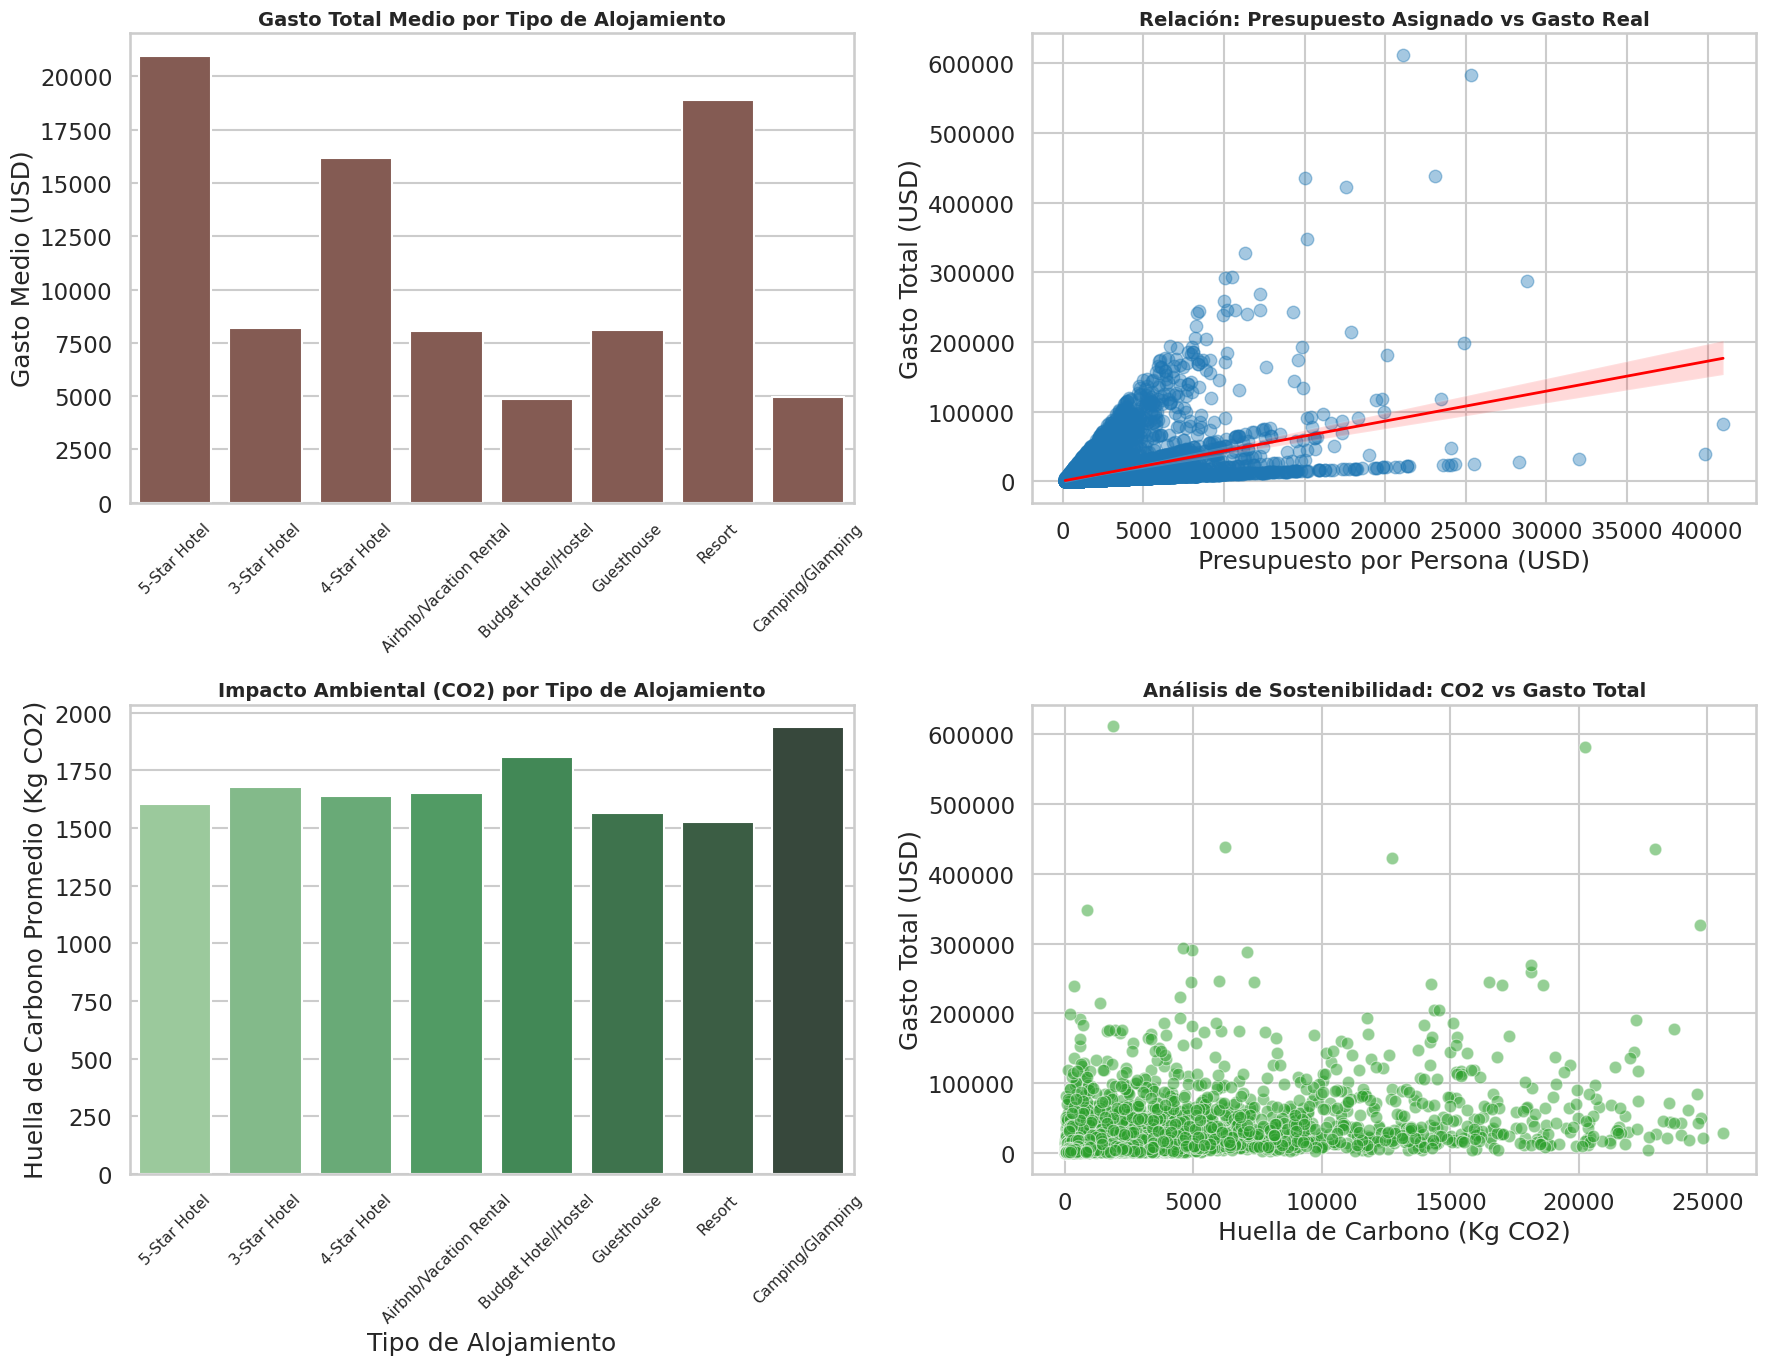 Gasto Total Medio por Tipo de Alojamiento
Gasto Medio (USD)
20000
17500
15000
12500
10000
7500
5000
2500
0
5-Star Hotel
3-Star Hotel
4-Star Hotel
Airbnb/Vacation Rental
Budget Hotel/Hostel
Guesthouse
Resort
Camping/Glamping
Relación: Presupuesto Asignado vs Gasto Real
Gasto Total (USD)
600000
500000
400000
300000
200000
100000
0
0 5000 10000 15000 20000 25000 30000 35000 40000
Presupuesto por Persona (USD)
Impacto Ambiental (CO2) por Tipo de Alojamiento
Huella de Carbono Promedio (Kg CO2)
2000
1750
1500
1250
1000
750
500
250
0
5-Star Hotel
3-Star Hotel
4-Star Hotel
Airbnb/Vacation Rental
Budget Hotel/Hostel
Guesthouse
Resort
Camping/Glamping
Tipo de Alojamiento
Análisis de Sostenibilidad: CO2 vs Gasto Total
Gasto Total (USD)
600000
500000
400000
300000
200000
100000
0
0 5000 10000 15000 20000 25000
Huella de Carbono (Kg CO2)